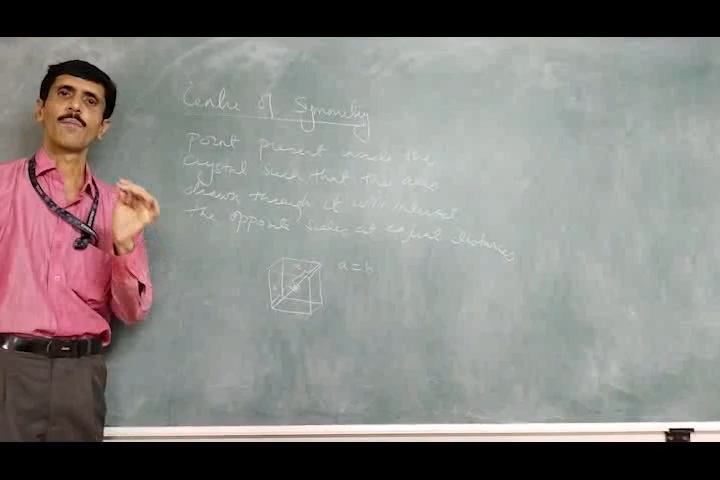 Centre of Symmetry
point present inside the
crystal such that the axis
drawn through it will intersect
the opposite sides at equal distances
a = b